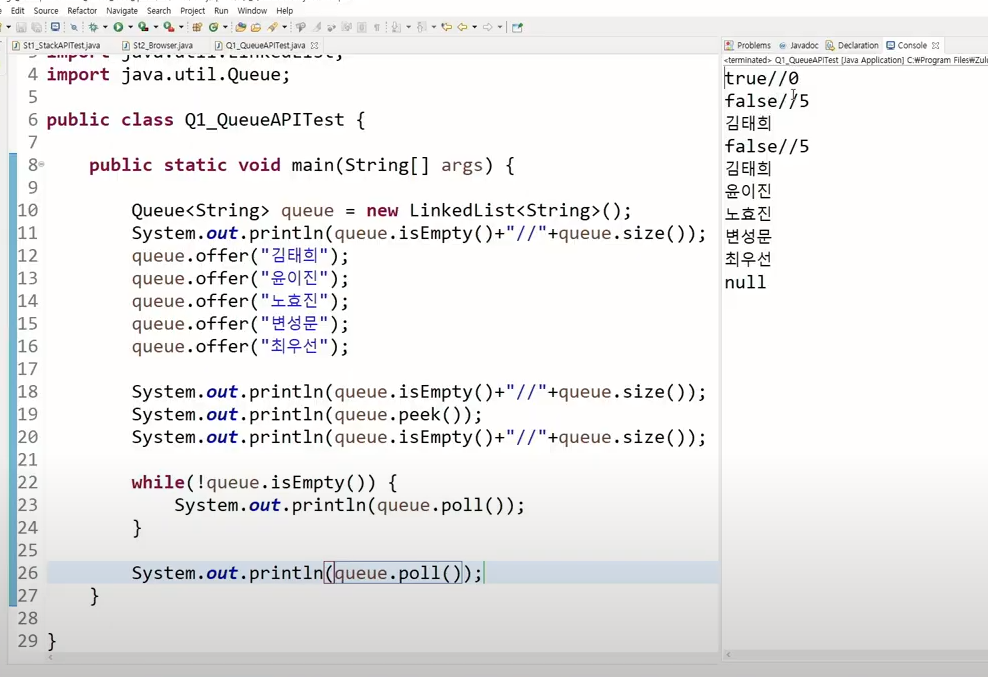 Edit Source Refactor Navigate Search Project Run Window Help
St1_StackAPITest.java St2_Browser.java Q1_QueueAPITest.java
import java.util.LinkedList;
4 import java.util.Queue;
5
6 public class Q1_QueueAPITest {
7
8 public static void main(String[] args) {
9
10 Queue<String> queue = new LinkedList<String>();
11 System.out.println(queue.isEmpty()+"//"+queue.size());
12 queue.offer("김태희");
13 queue.offer("윤이진");
14 queue.offer("노효진");
15 queue.offer("변성문");
16 queue.offer("최우선");
17
18 System.out.println(queue.isEmpty()+"//"+queue.size());
19 System.out.println(queue.peek());
20 System.out.println(queue.isEmpty()+"//"+queue.size());
21
22 while(!queue.isEmpty()) {
23 System.out.println(queue.poll());
24 }
25
26 System.out.println(queue.poll());
27 }
28
29 }
Problems Javadoc Declaration Console
<terminated> Q1_QueueAPITest [Java Application] C:₩Program Files₩Zulu
true//0
false//5
김태희
false//5
김태희
윤이진
노효진
변성문
최우선
null